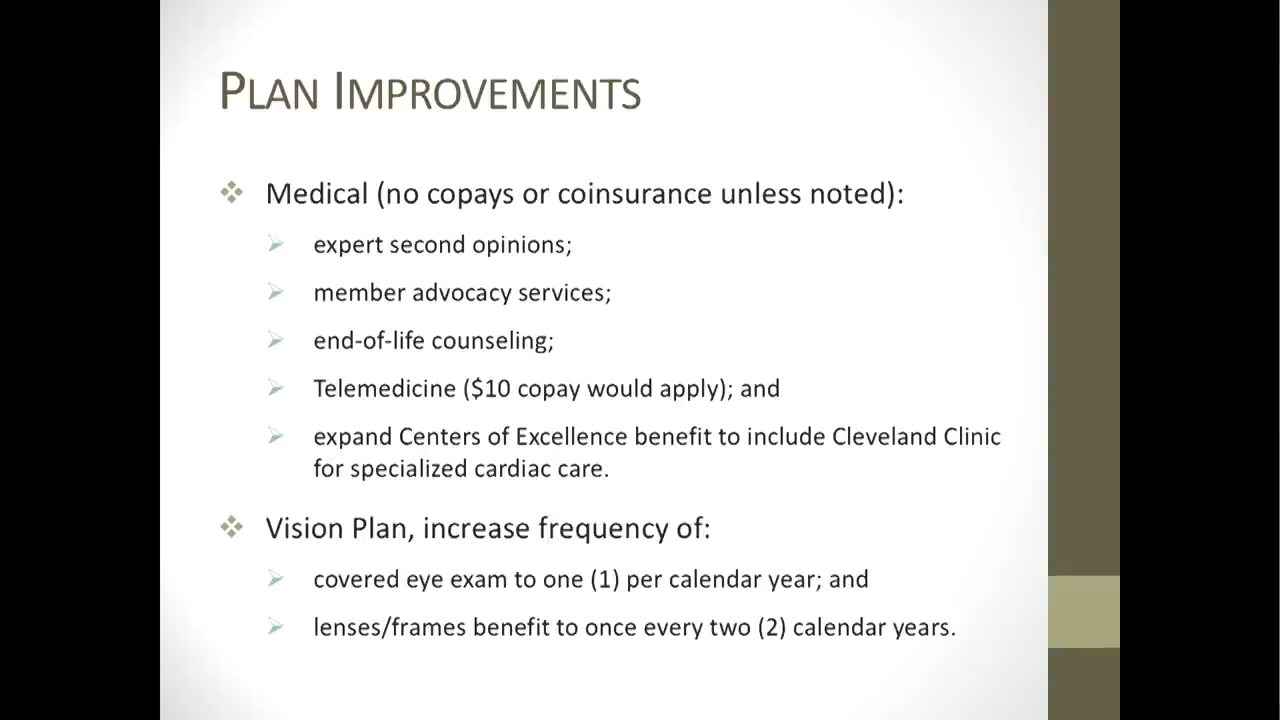 PLAN IMPROVEMENTS
Medical (no copays or coinsurance unless noted):
expert second opinions;
member advocacy services;
end-of-life counseling;
Telemedicine ($10 copay would apply); and
expand Centers of Excellence benefit to include Cleveland Clinic
for specialized cardiac care.
Vision Plan, increase frequency of:
covered eye exam to one (1) per calendar year; and
lenses/frames benefit to once every two (2) calendar years.